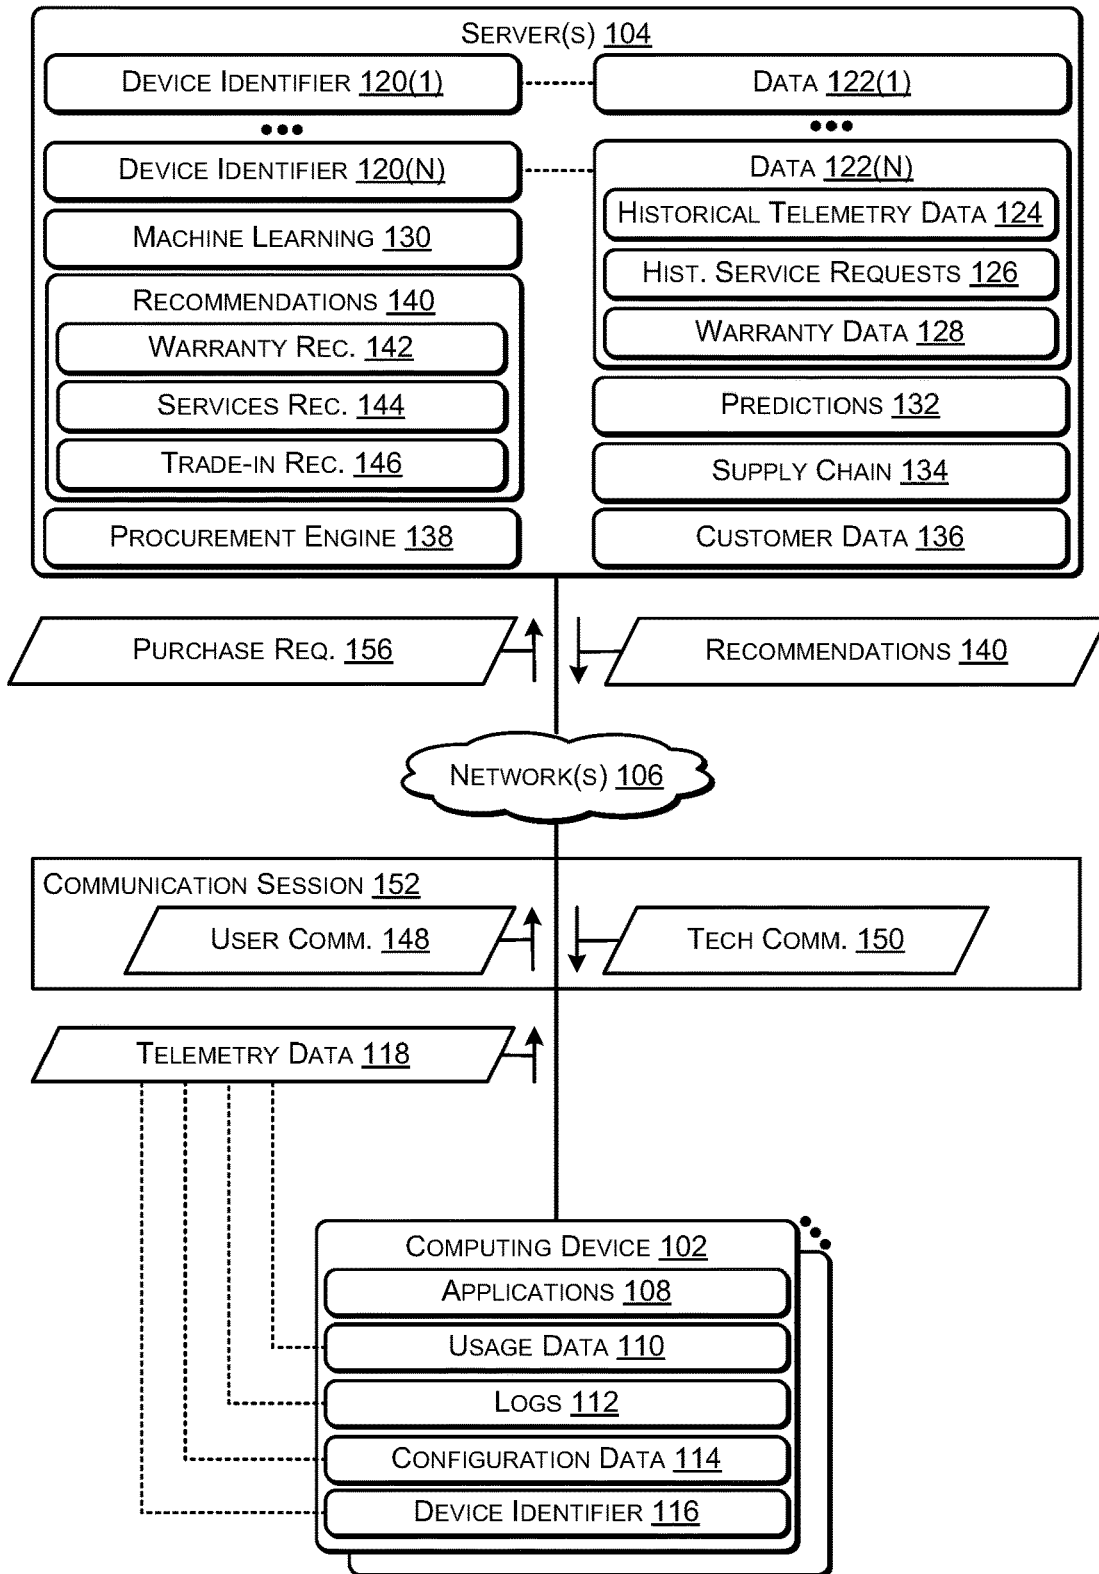 SERVER(S) 104
DEVICE IDENTIFIER 120(1)
DATA 122(1)
DEVICE IDENTIFIER 120(N)
DATA 122(N)
HISTORICAL TELEMETRY DATA 124
MACHINE LEARNING 130
HIST. SERVICE REQUESTS 126
RECOMMENDATIONS 140
WARRANTY DATA 128
WARRANTY REC. 142
SERVICES REC. 144
PREDICTIONS 132
TRADE-IN REC. 146
SUPPLY CHAIN 134
PROCUREMENT ENGINE 138
CUSTOMER DATA 136
PURCHASE REQ. 156
RECOMMENDATIONS 140
NETWORK(S) 106
COMMUNICATION SESSION 152
USER COMM. 148
TECH COMM. 150
TELEMETRY DATA 118
COMPUTING DEVICE 102
APPLICATIONS 108
USAGE DATA 110
LOGS 112
CONFIGURATION DATA 114
DEVICE IDENTIFIER 116